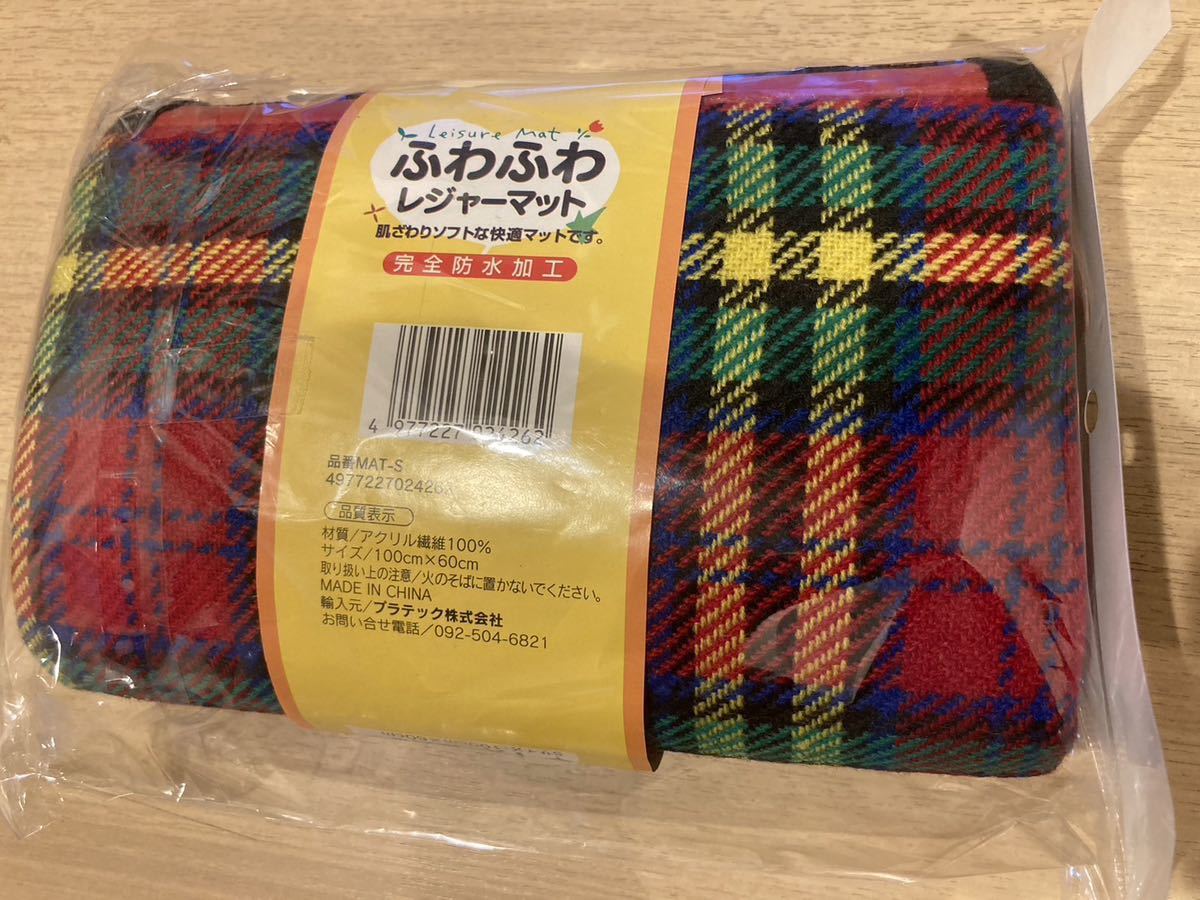 Leisure Mat
ふわふわ
レジャーマット
肌ざわりソフトな快適マットです。
完全防水加工
4 977227 024262
品番MAT-S
4977227024262
品質表示
材質/アクリル繊維100%
サイズ/100cm×60cm
取り扱い上の注意/火のそばに置かないでください。
MADE IN CHINA
輸入元/プラテック株式会社
お問い合せ電話/092-504-6821